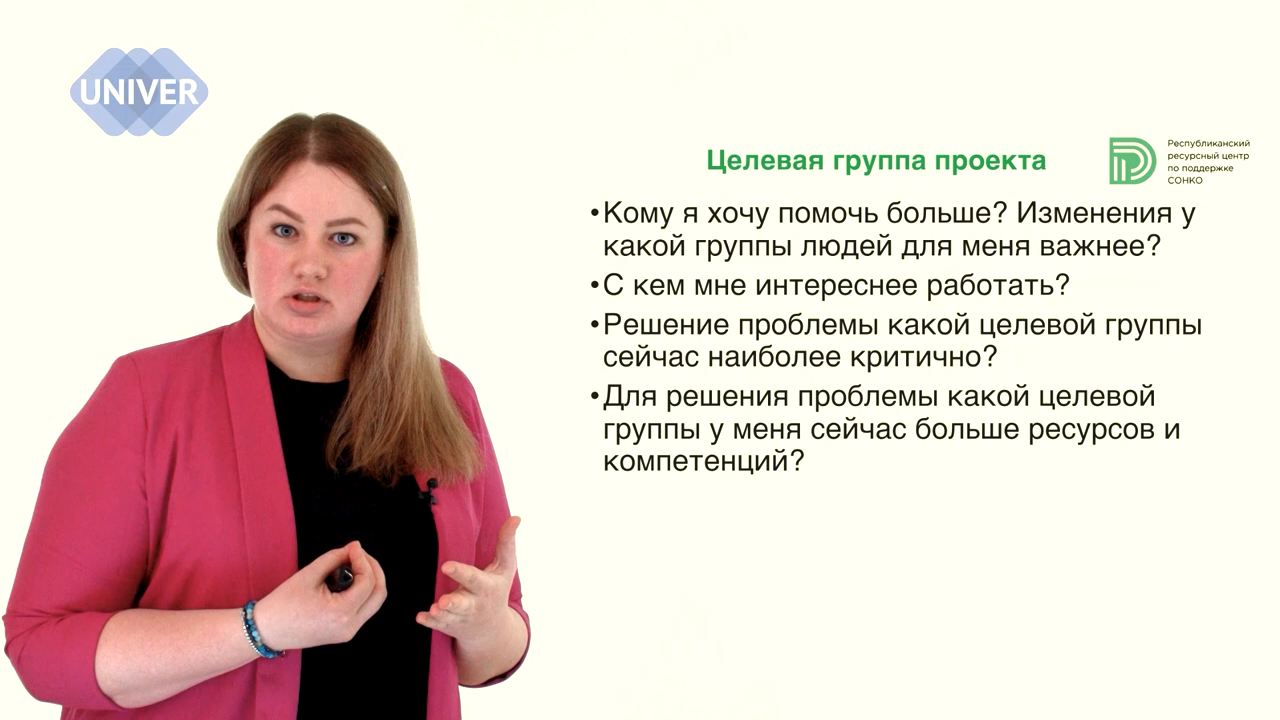 UNIVER
Целевая группа проекта
Республиканский
ресурсный центр
по поддержке
СОНКО
•Кому я хочу помочь больше? Изменения у
какой группы людей для меня важнее?
•С кем мне интереснее работать?
•Решение проблемы какой целевой группы
сейчас наиболее критично?
•Для решения проблемы какой целевой
группы у меня сейчас больше ресурсов и
компетенций?